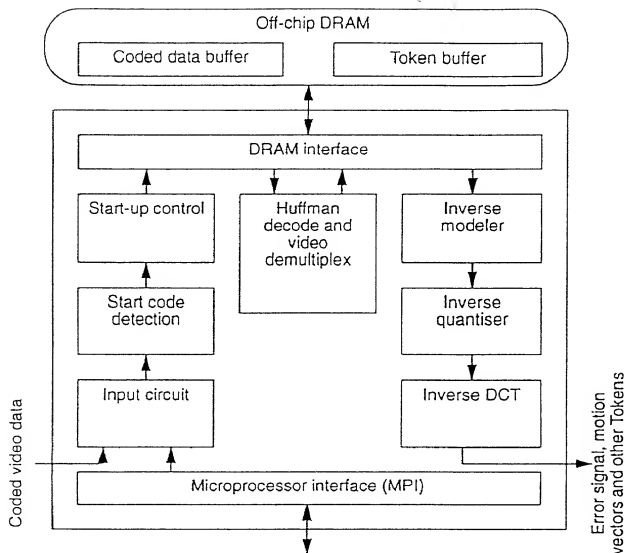 Off-chip DRAM
Coded data buffer
Token buffer
DRAM interface
Start-up control
Huffman
decode and
video
demultiplex
Inverse
modeler
Start code
detection
Inverse
quantiser
Input circuit
Inverse DCT
Coded video data
Microprocessor interface (MPI)
Error signal, motion
vectors and other Tokens